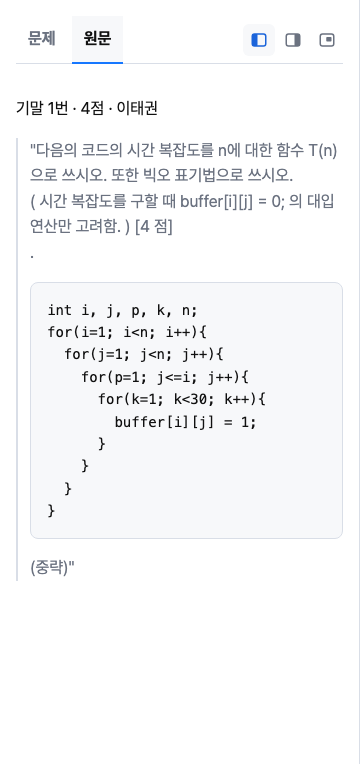 문제 원문
기말 1번 · 4점 · 이태권
"다음의 코드의 시간 복잡도를 n에 대한 함수 T(n)
으로 쓰시오. 또한 빅오 표기법으로 쓰시오.
( 시간 복잡도를 구할 때 buffer[i][j] = 0; 의 대입
연산만 고려함. ) [4 점]
.
int i, j, p, k, n;
for(i=1; i<n; i++){
  for(j=1; j<n; j++){
    for(p=1; j<=i; j++){
      for(k=1; k<30; k++){
        buffer[i][j] = 1;
      }
    }
  }
}
(중략)"